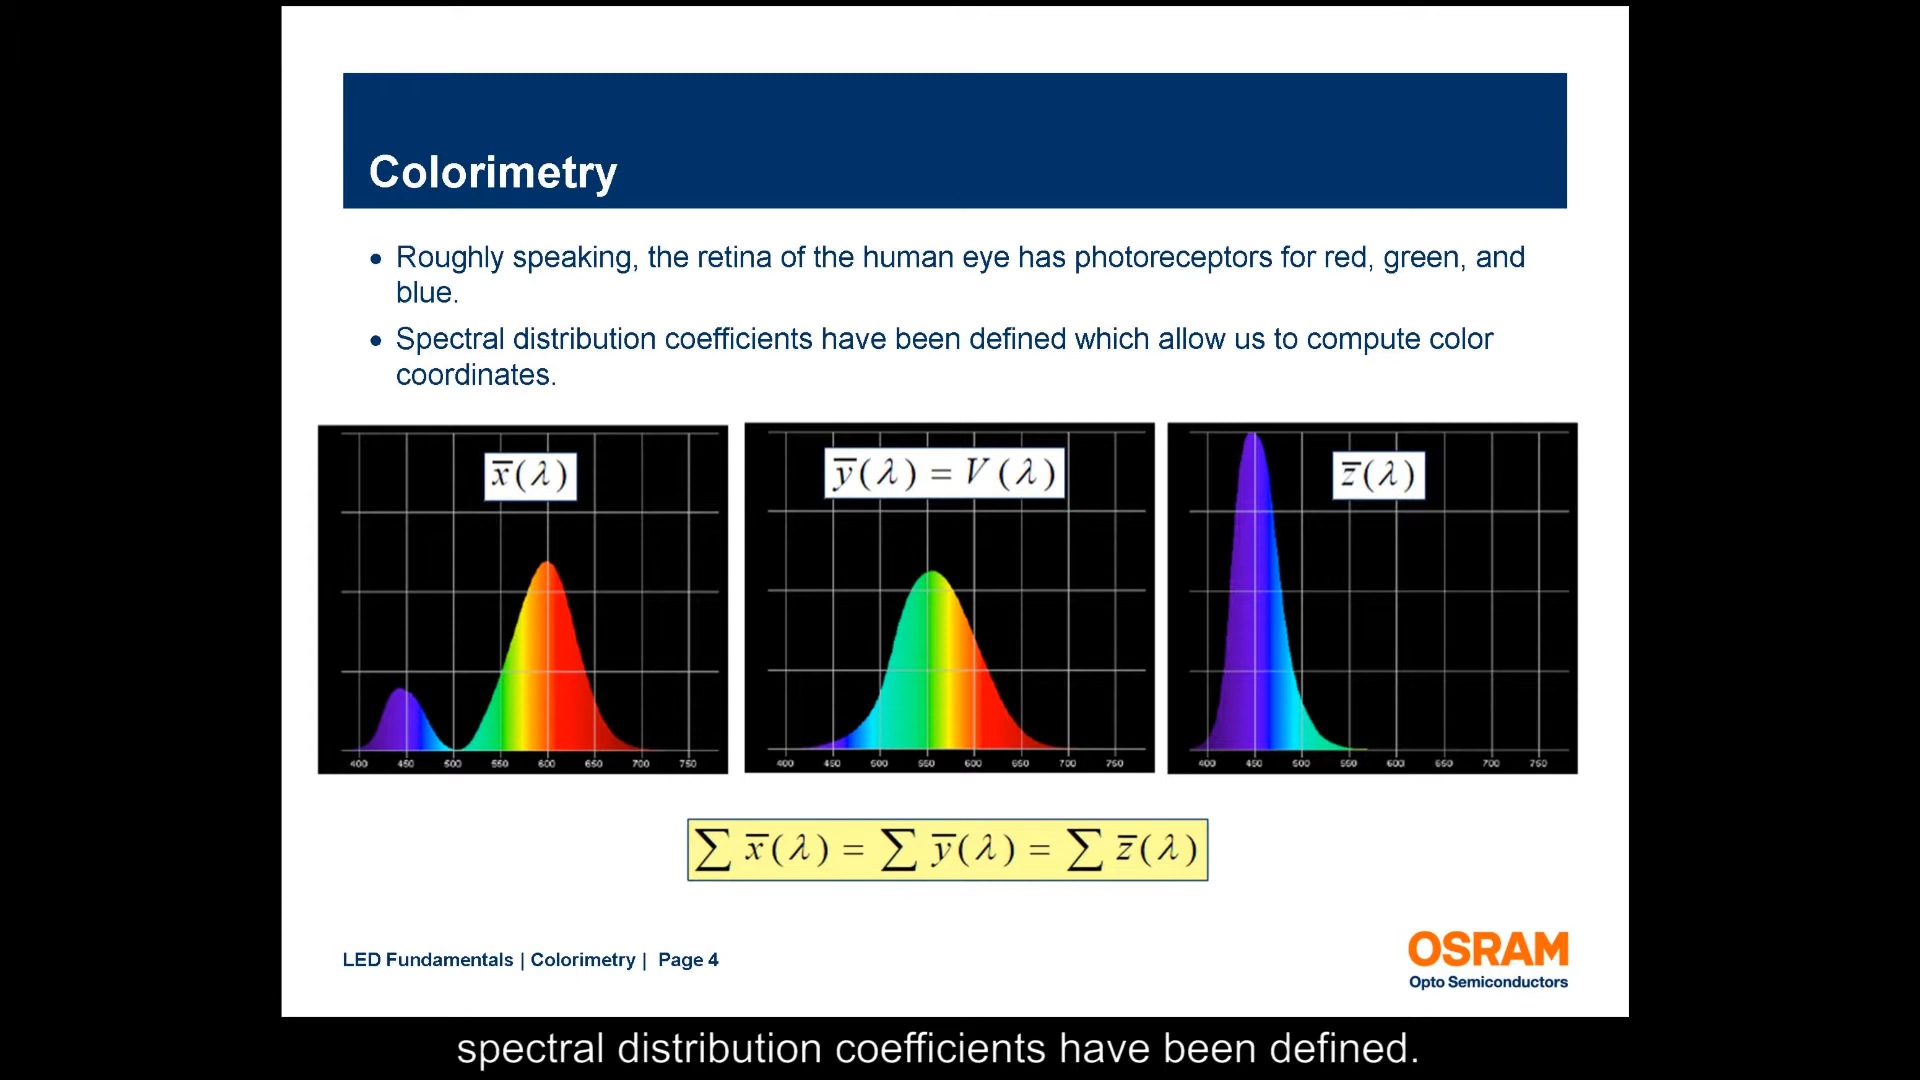 Colorimetry
• Roughly speaking, the retina of the human eye has photoreceptors for red, green, and
blue.
• Spectral distribution coefficients have been defined which allow us to compute color
coordinates.
x̅(λ)
y̅(λ) = V(λ)
z̅(λ)
400 450 500 550 600 650 700 750
400 450 500 550 600 650 700 750
400 450 500 550 600 650 700 750
∑ x̅(λ) = ∑ y̅(λ) = ∑ z̅(λ)
LED Fundamentals | Colorimetry | Page 4
OSRAM
Opto Semiconductors
spectral distribution coefficients have been defined.